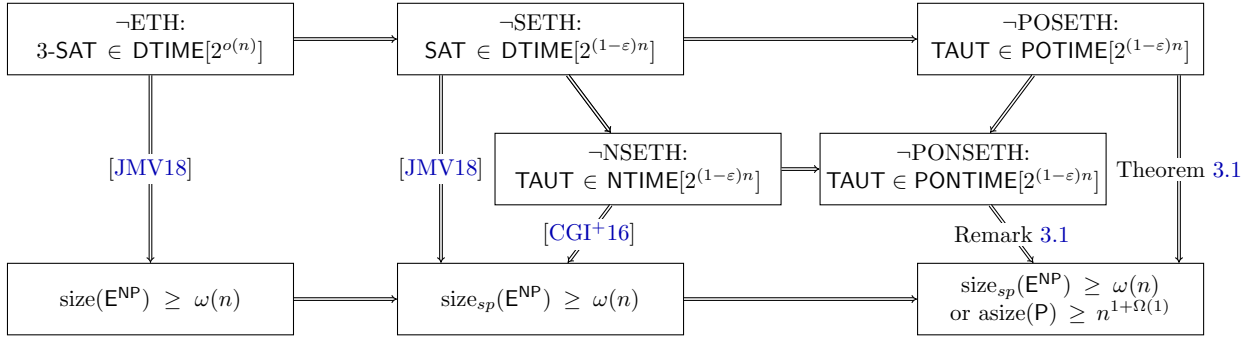 ¬ETH:
3-SAT ∈ DTIME[2^{o(n)}]
¬SETH:
SAT ∈ DTIME[2^{(1−ε)n}]
¬POSETH:
TAUT ∈ POTIME[2^{(1−ε)n}]
¬NSETH:
TAUT ∈ NTIME[2^{(1−ε)n}]
¬PONSETH:
TAUT ∈ PONTIME[2^{(1−ε)n}]
[JMV18]
[JMV18]
Theorem 3.1
[CGI^+16]
Remark 3.1
size(E^{NP}) ≥ ω(n)
size_{sp}(E^{NP}) ≥ ω(n)
size_{sp}(E^{NP}) ≥ ω(n)
or asize(P) ≥ n^{1+Ω(1)}